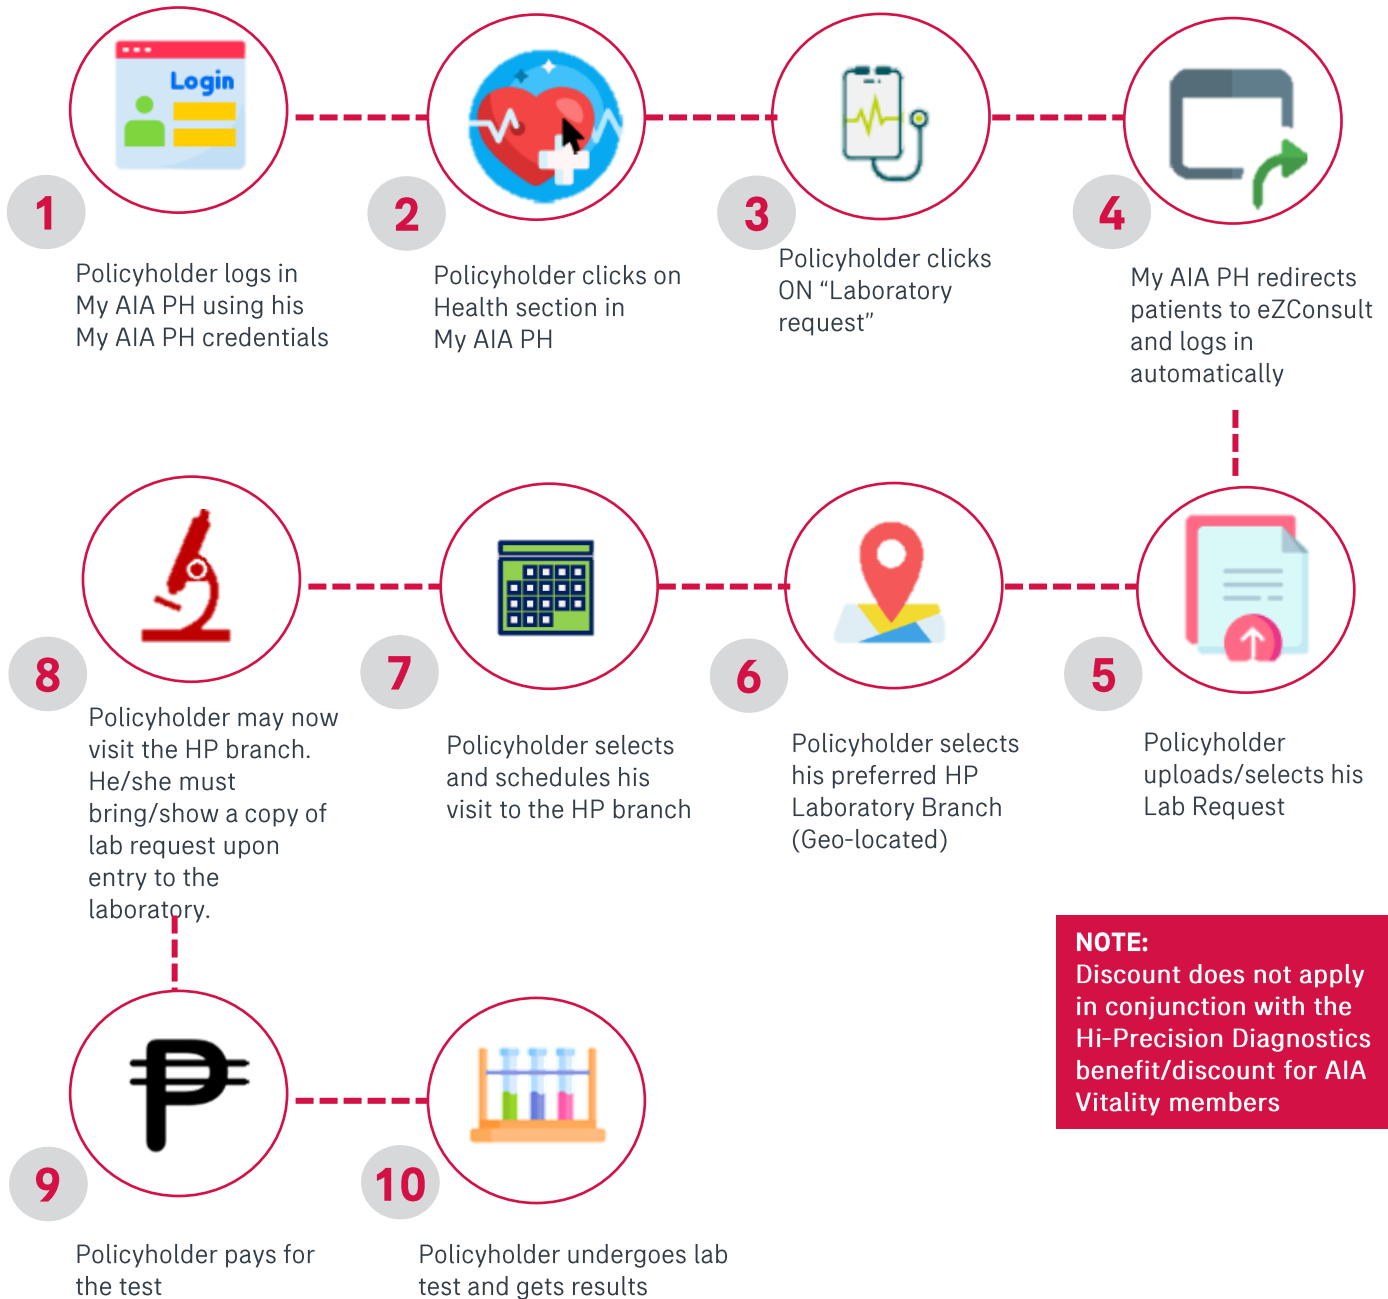 Login
1
Policyholder logs in
My AIA PH using his
My AIA PH credentials
2
Policyholder clicks on
Health section in
My AIA PH
3
Policyholder clicks
ON “Laboratory
request”
4
My AIA PH redirects
patients to eZConsult
and logs in
automatically
5
Policyholder
uploads/selects his
Lab Request
6
Policyholder selects
his preferred HP
Laboratory Branch
(Geo-located)
7
Policyholder selects
and schedules his
visit to the HP branch
8
Policyholder may now
visit the HP branch.
He/she must
bring/show a copy of
lab request upon
entry to the
laboratory.
9
Policyholder pays for
the test
10
Policyholder undergoes lab
test and gets results
NOTE:
Discount does not apply
in conjunction with the
Hi-Precision Diagnostics
benefit/discount for AIA
Vitality members